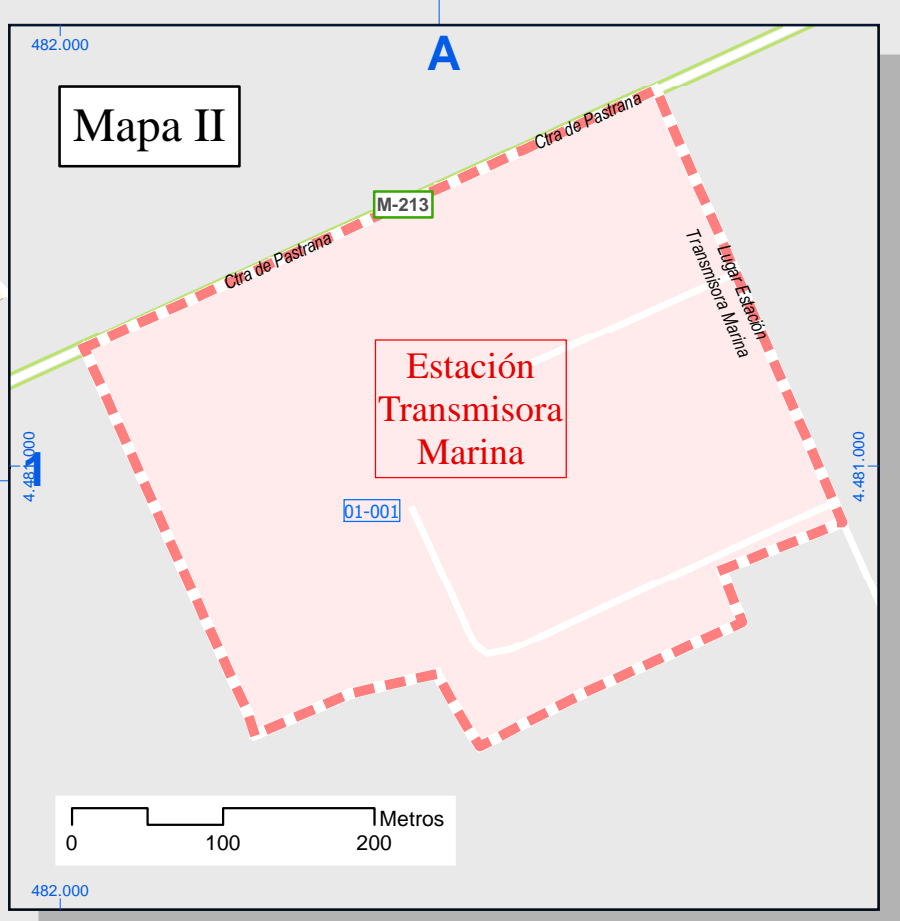 482.000
A
Mapa II
Ctra de Pastrana
M-213
Ctra de Pastrana
Lugar Estación
Transmisora Marina
Estación
Transmisora
Marina
4.481.000
1
4.481.000
01-001
Metros
0 100 200
482.000